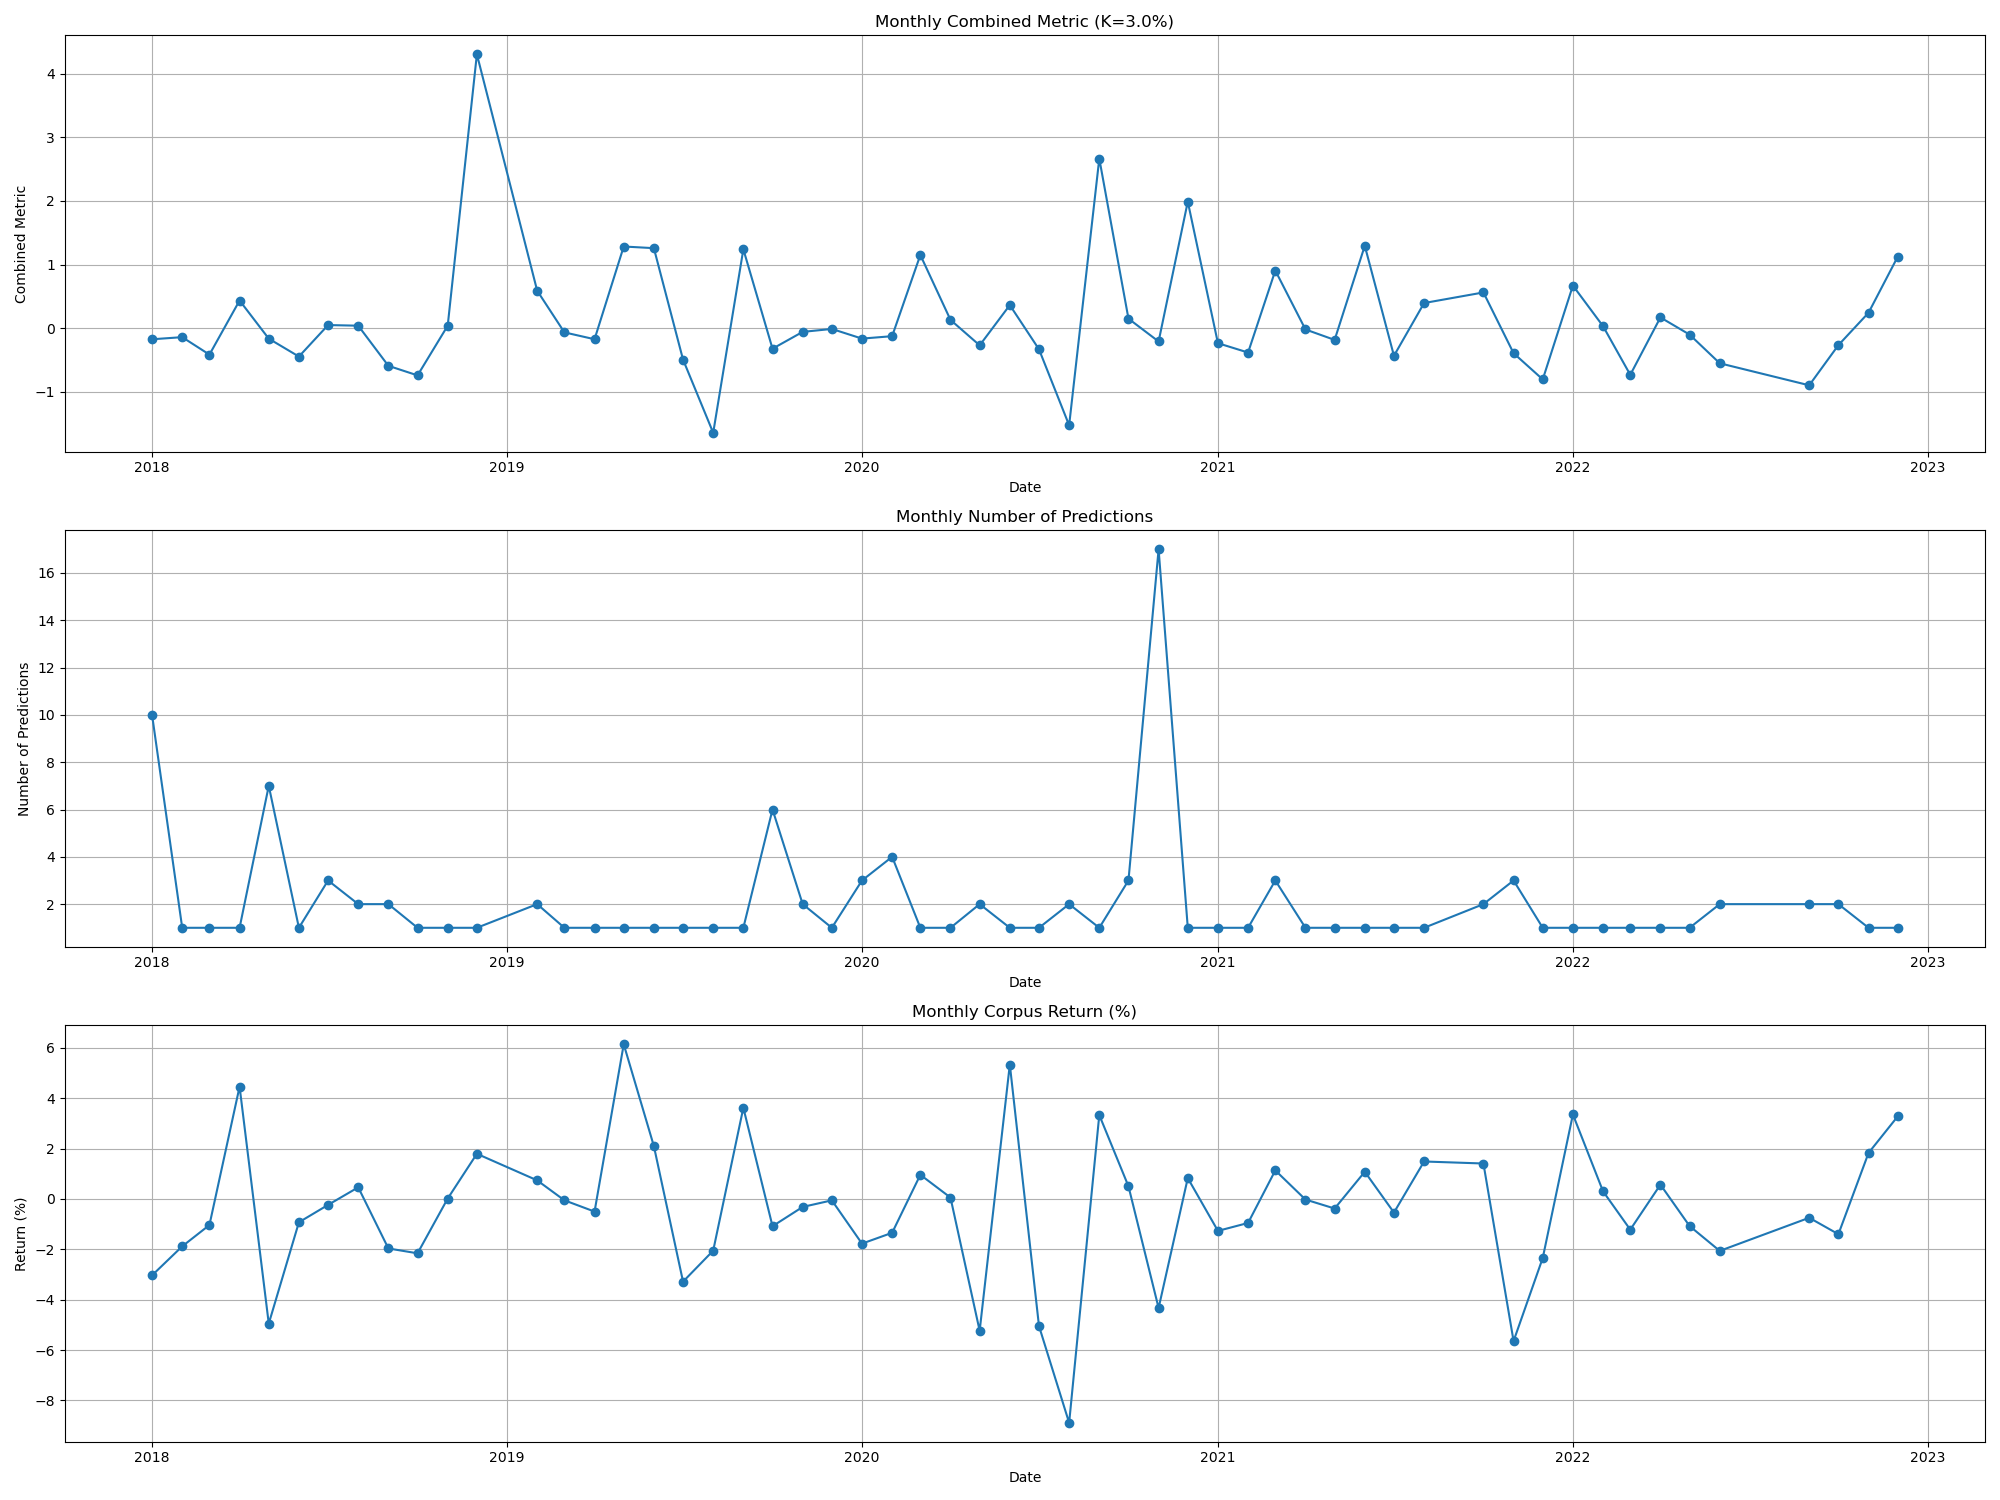 Monthly Combined Metric (K=3.0%)
Combined Metric
4
3
2
1
0
−1
2018 2019 2020 2021 2022 2023
Date
Monthly Number of Predictions
Number of Predictions
16
14
12
10
8
6
4
2
2018 2019 2020 2021 2022 2023
Date
Monthly Corpus Return (%)
Return (%)
6
4
2
0
−2
−4
−6
−8
2018 2019 2020 2021 2022 2023
Date